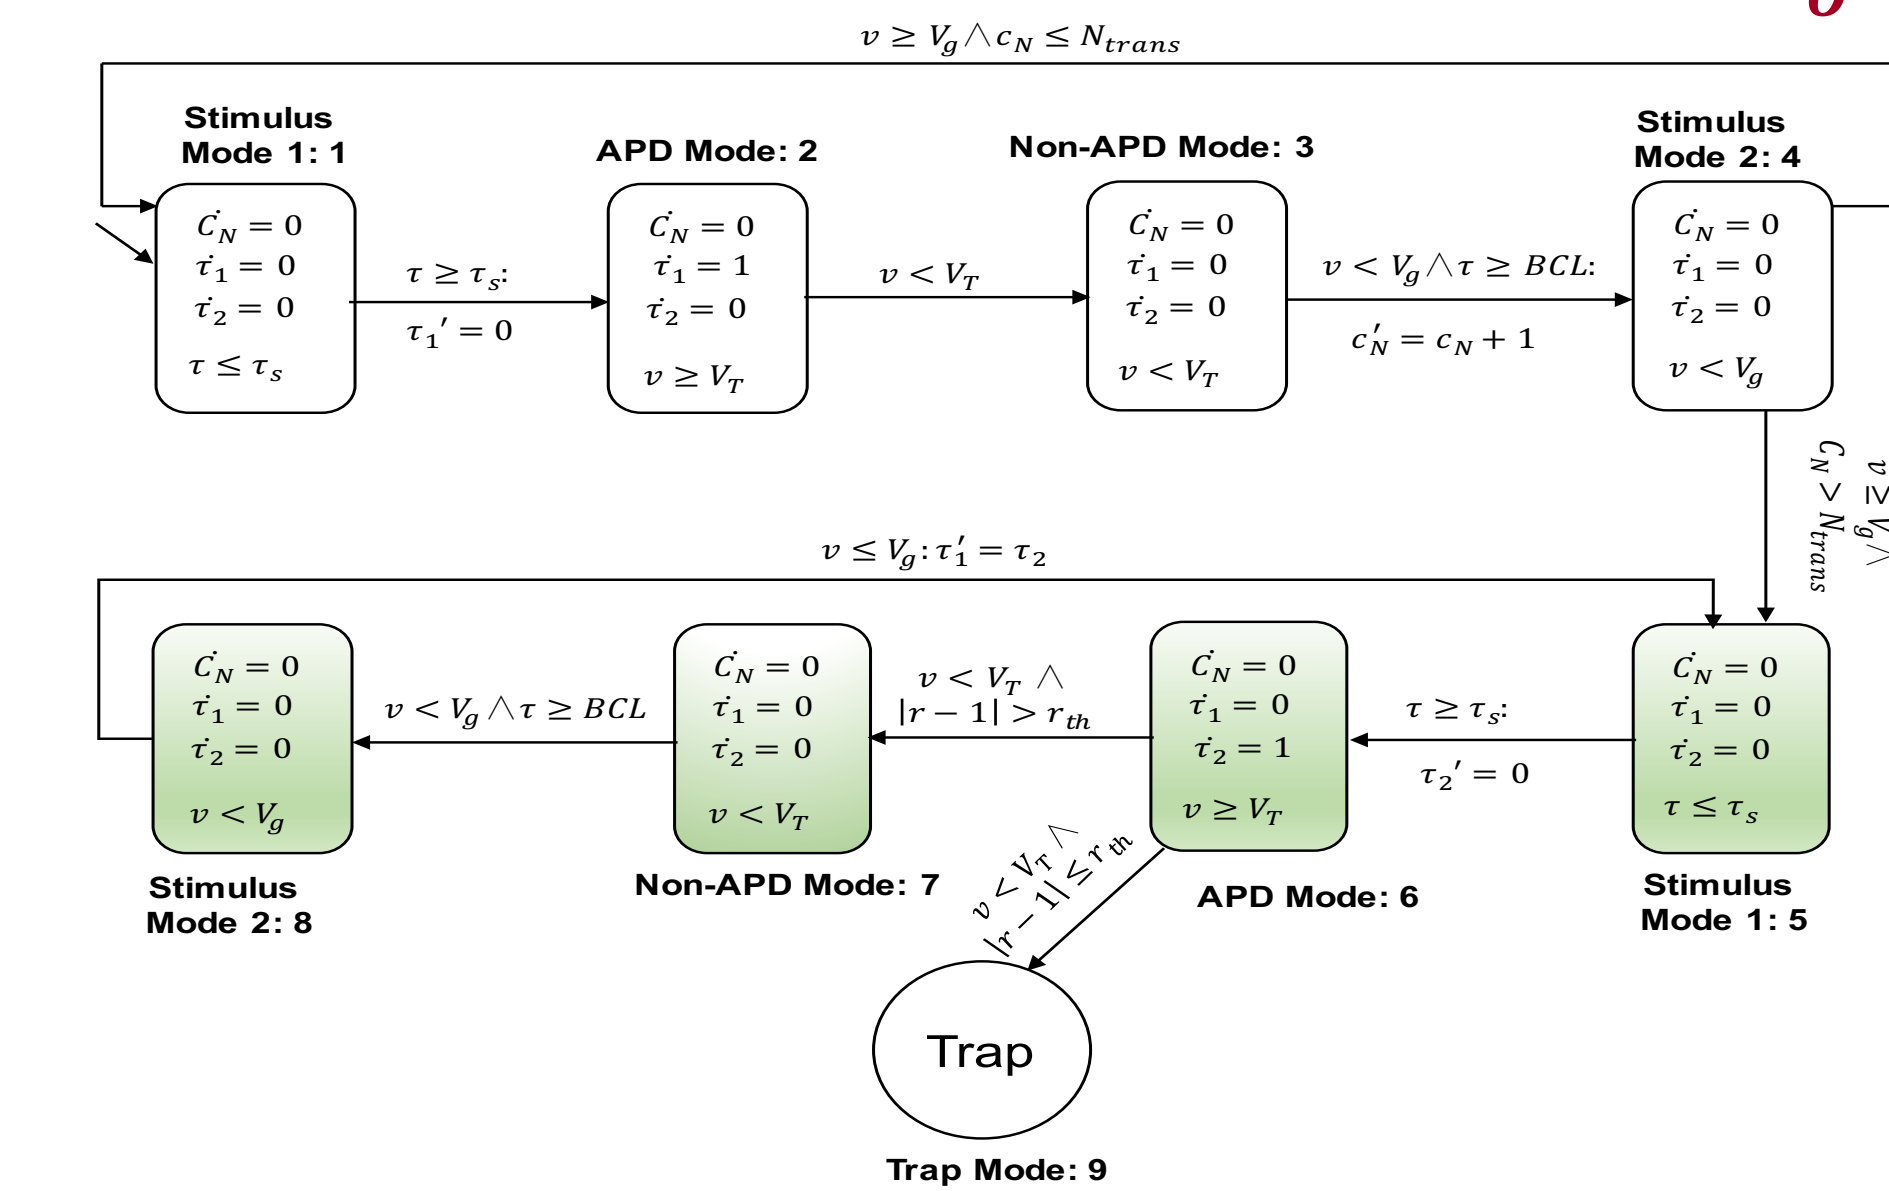 v ≥ V_g ∧ c_N ≤ N_trans
Stimulus
Mode 1: 1
Ċ_N = 0
τ̇_1 = 0
τ̇_2 = 0
τ ≤ τ_s
τ ≥ τ_s:
τ_1' = 0
APD Mode: 2
Ċ_N = 0
τ̇_1 = 1
τ̇_2 = 0
v ≥ V_T
v < V_T
Non-APD Mode: 3
Ċ_N = 0
τ̇_1 = 0
τ̇_2 = 0
v < V_T
v < V_g ∧ τ ≥ BCL:
c_N' = c_N + 1
Stimulus
Mode 2: 4
Ċ_N = 0
τ̇_1 = 0
τ̇_2 = 0
v < V_g
v ≥ V_g ∧
C_N > N_trans
v ≤ V_g: τ_1' = τ_2
Ċ_N = 0
τ̇_1 = 0
τ̇_2 = 0
v < V_g
Stimulus
Mode 2: 8
v < V_g ∧ τ ≥ BCL
Ċ_N = 0
τ̇_1 = 0
τ̇_2 = 0
v < V_T
Non-APD Mode: 7
v < V_T ∧
|r − 1| > r_th
Ċ_N = 0
τ̇_1 = 0
τ̇_2 = 1
v ≥ V_T
APD Mode: 6
τ ≥ τ_s:
τ_2' = 0
Ċ_N = 0
τ̇_1 = 0
τ̇_2 = 0
τ ≤ τ_s
Stimulus
Mode 1: 5
v < V_T ∧
|r − 1| ≤ r_th
Trap
Trap Mode: 9